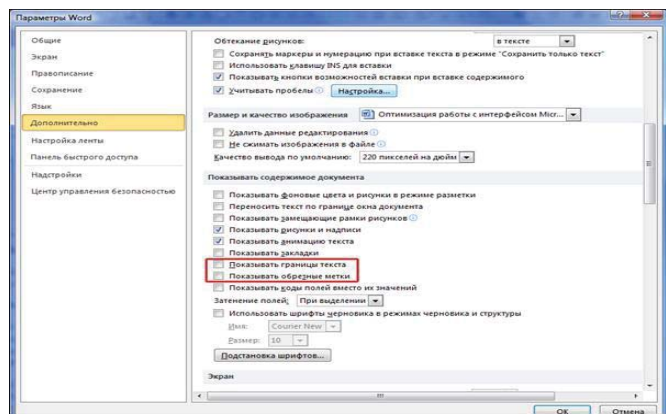 Параметры Word
Общие
Экран
Правописание
Сохранение
Язык
Дополнительно
Настройка ленты
Панель быстрого доступа
Надстройки
Центр управления безопасностью
Обтекание рисунков: в тексте
Сохранять маркеры и нумерацию при вставке текста в режиме "Сохранить только текст"
Использовать клавишу INS для вставки
Показывать кнопки возможностей вставки при вставке содержимого
Учитывать пробелы Настройка...
Размер и качество изображения Оптимизация работы с интерфейсом Micr...
Удалить данные редактирования
Не сжимать изображения в файле
Качество вывода по умолчанию: 220 пикселей на дюйм
Показывать содержимое документа
Показывать фоновые цвета и рисунки в режиме разметки
Переносить текст по границе окна документа
Показывать замещающие рамки рисунков
Показывать рисунки и надписи
Показывать анимацию текста
Показывать закладки
Показывать границы текста
Показывать обрезные метки
Показывать коды полей вместо их значений
Затенение полей: При выделении
Использовать шрифты черновика в режимах черновика и структуры
Имя: Courier New
Размер: 10
Подстановка шрифтов...
Экран
ОК Отмена